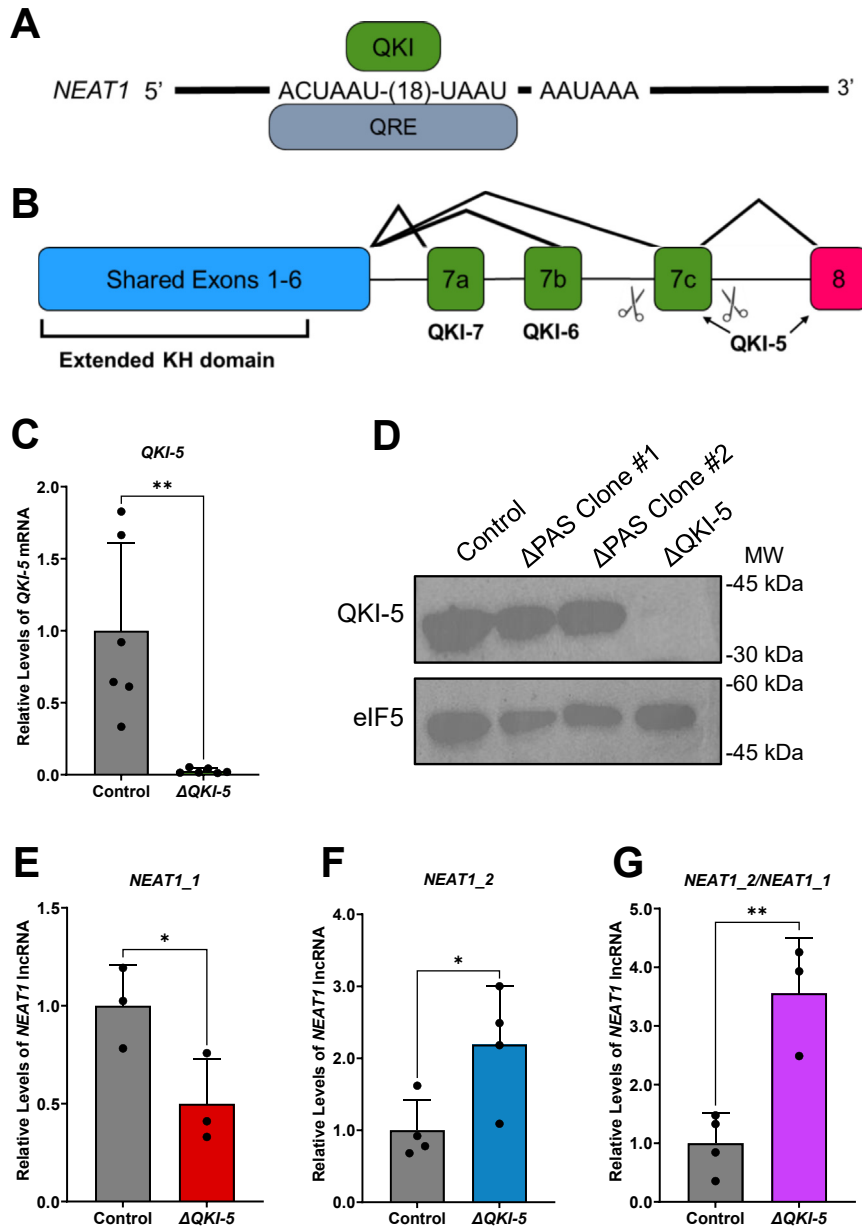 A
QKI
NEAT1 5' ACUAAU-(18)-UAAU AAUAAA 3'
QRE
B
Shared Exons 1-6 7a 7b 7c 8
QKI-7 QKI-6 QKI-5
Extended KH domain
C
QKI-5
Relative Levels of QKI-5 mRNA
2.0
1.5
1.0
0.5
0.0
**
Control ΔQKI-5
D
Control ΔPAS Clone #1 ΔPAS Clone #2 ΔQKI-5 MW
QKI-5
-45 kDa
-30 kDa
eIF5
-60 kDa
-45 kDa
E
NEAT1_1
Relative Levels of NEAT1 lncRNA
1.5
1.0
0.5
0.0
*
Control ΔQKI-5
F
NEAT1_2
Relative Levels of NEAT1 lncRNA
4.0
3.0
2.0
1.0
0.0
*
Control ΔQKI-5
G
NEAT1_2/NEAT1_1
Relative Levels of NEAT1 lncRNA
5.0
4.0
3.0
2.0
1.0
0.0
**
Control ΔQKI-5